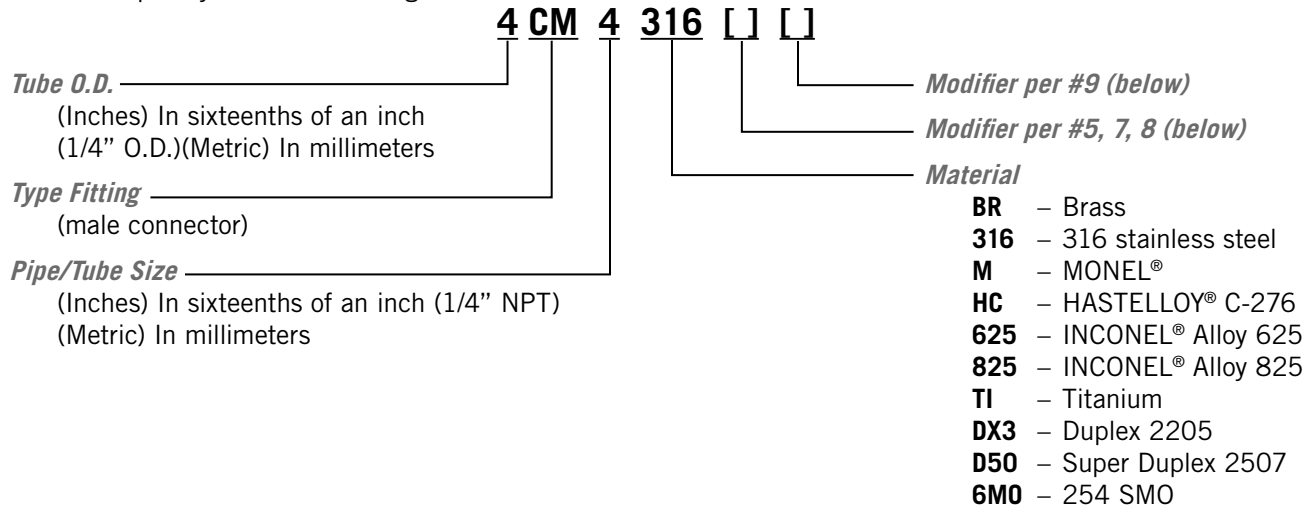 4 CM 4 316 [ ] [ ]
Tube O.D.
(Inches) In sixteenths of an inch
(1/4” O.D.)(Metric) In millimeters
Type Fitting
(male connector)
Pipe/Tube Size
(Inches) In sixteenths of an inch (1/4” NPT)
(Metric) In millimeters
Modifier per #9 (below)
Modifier per #5, 7, 8 (below)
Material
BR – Brass
316 – 316 stainless steel
M – MONEL®
HC – HASTELLOY® C-276
625 – INCONEL® Alloy 625
825 – INCONEL® Alloy 825
TI – Titanium
DX3 – Duplex 2205
D50 – Super Duplex 2507
6MO – 254 SMO